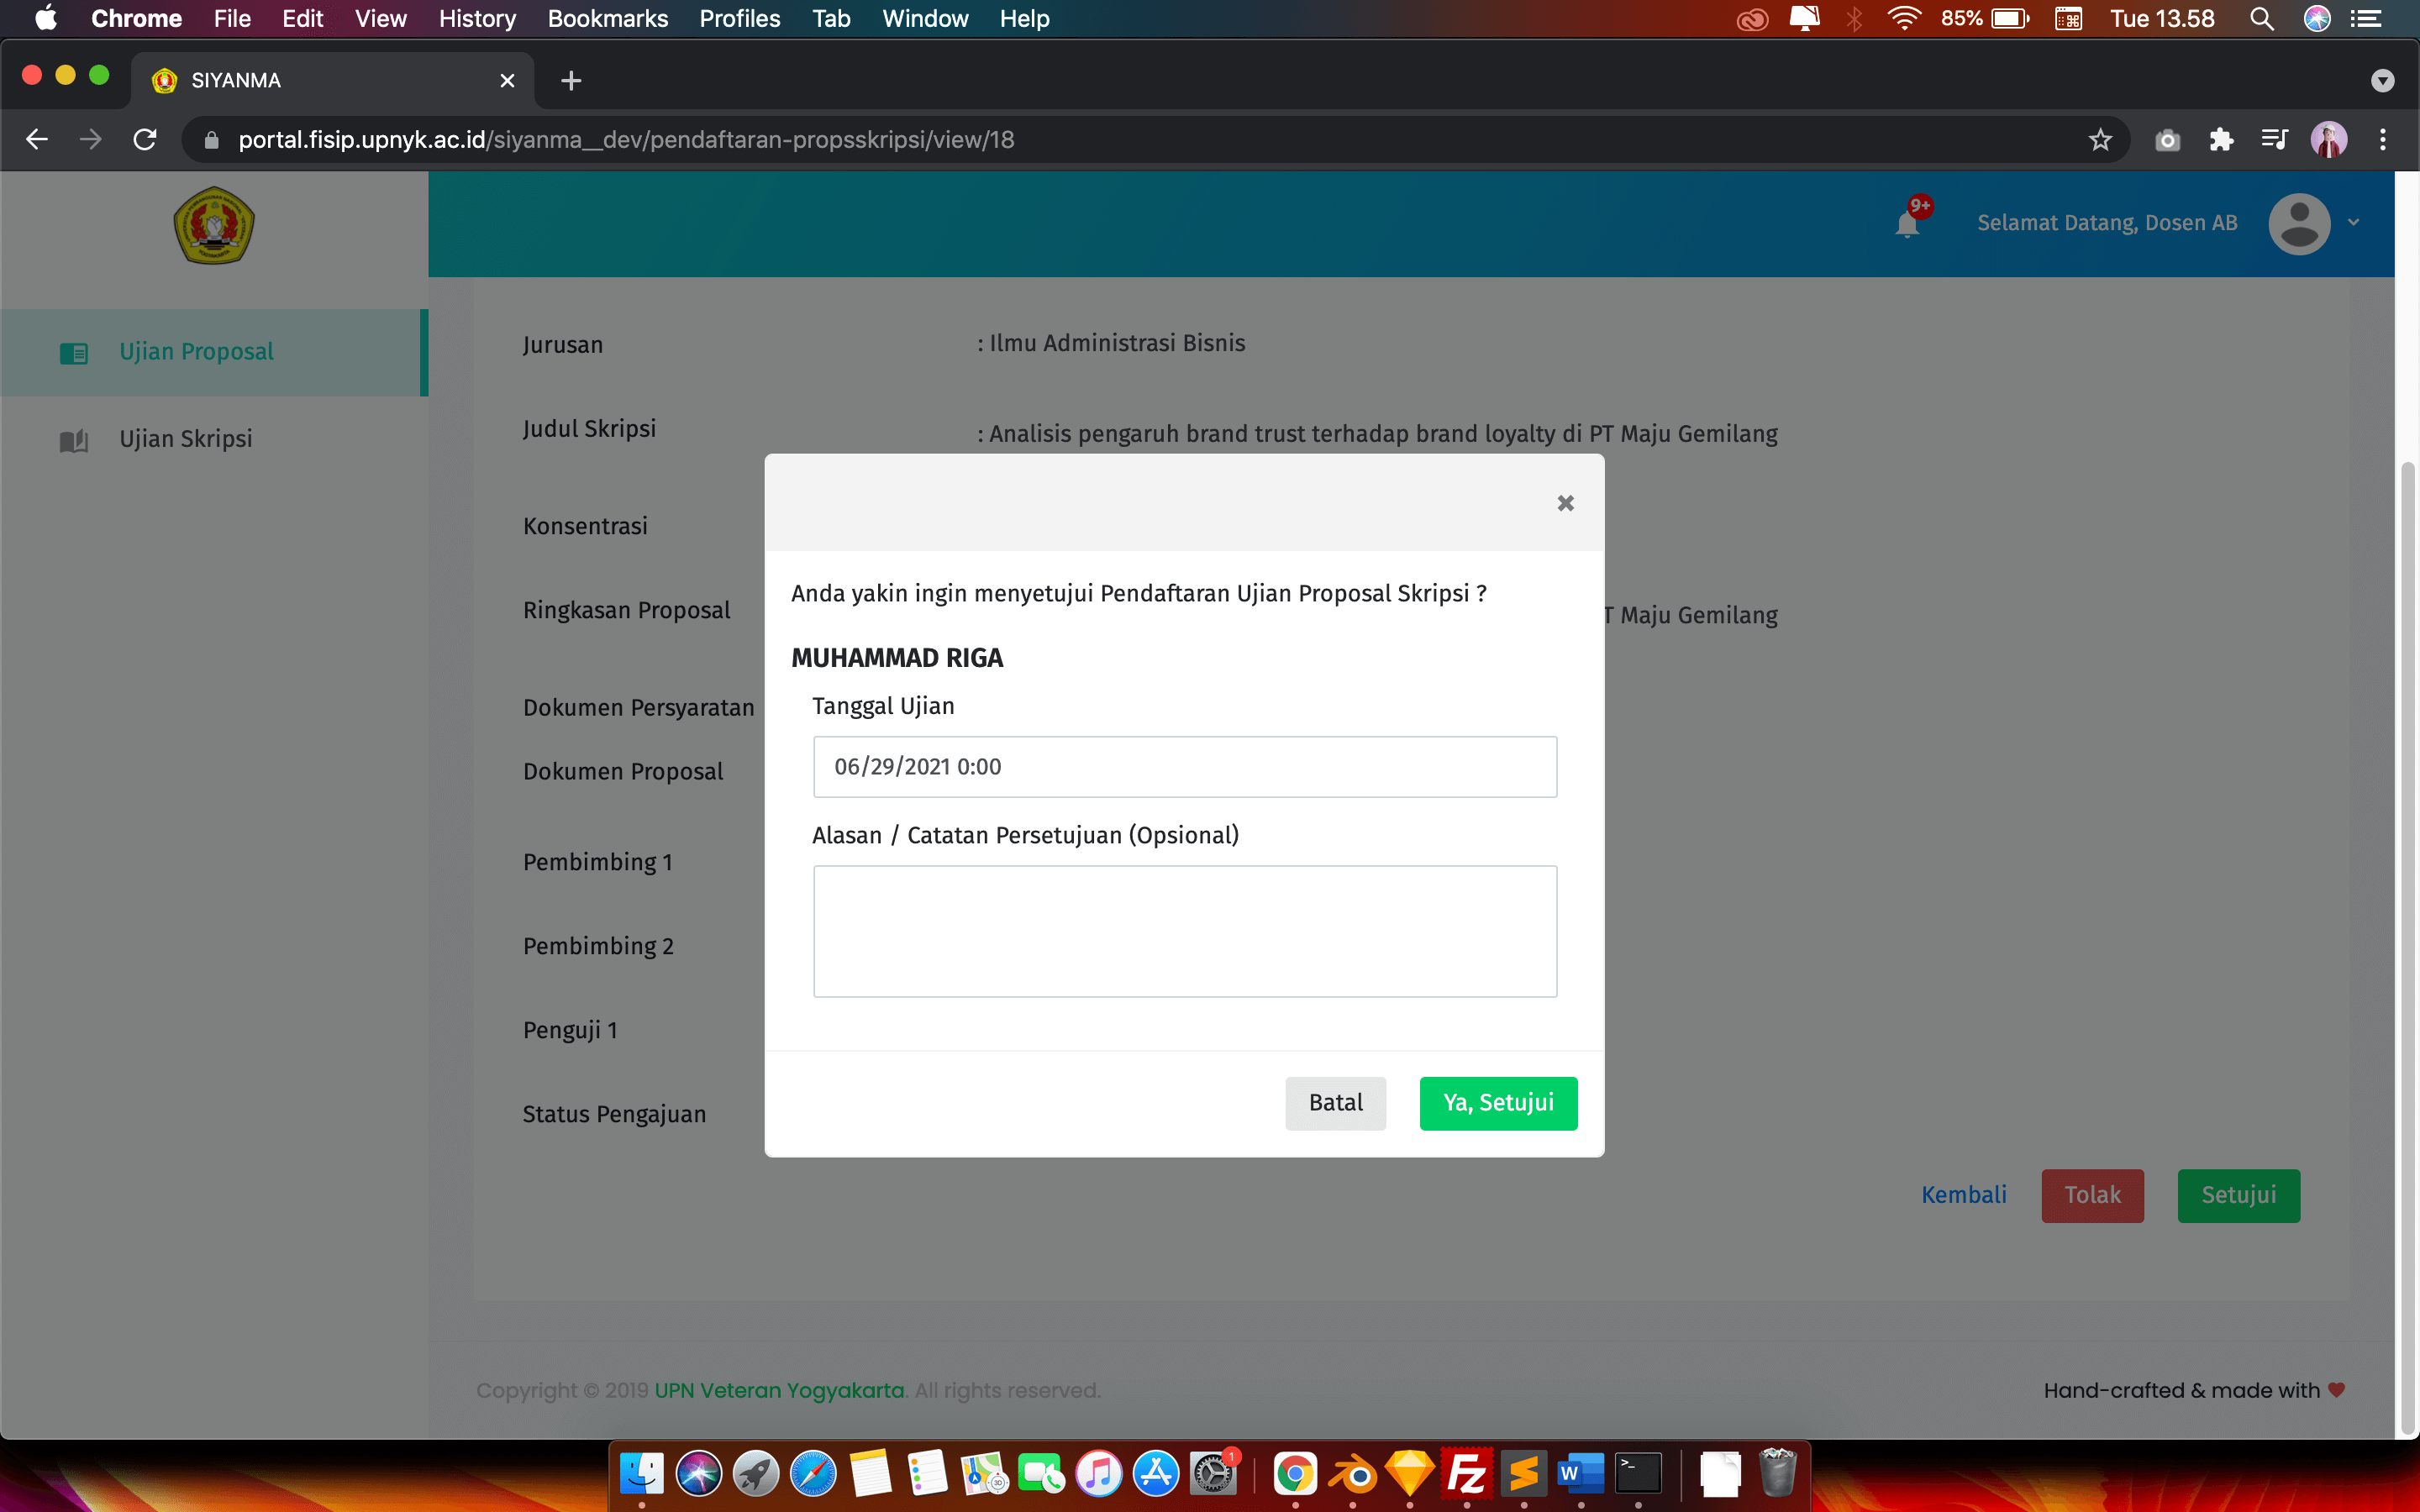 Chrome File Edit View History Bookmarks Profiles Tab Window Help 85% Tue 13.58
SIYANMA
portal.fisip.upnyk.ac.id/siyanma__dev/pendaftaran-propsskripsi/view/18
9+
Selamat Datang, Dosen AB
Ujian Proposal
Ujian Skripsi
Jurusan : Ilmu Administrasi Bisnis
Judul Skripsi : Analisis pengaruh brand trust terhadap brand loyalty di PT Maju Gemilang
Konsentrasi
Ringkasan Proposal T Maju Gemilang
Dokumen Persyaratan
Dokumen Proposal
Pembimbing 1
Pembimbing 2
Penguji 1
Status Pengajuan
Anda yakin ingin menyetujui Pendaftaran Ujian Proposal Skripsi ?
MUHAMMAD RIGA
Tanggal Ujian
06/29/2021 0:00
Alasan / Catatan Persetujuan (Opsional)
Batal Ya, Setujui
Kembali Tolak Setujui
Copyright © 2019 UPN Veteran Yogyakarta. All rights reserved.
Hand-crafted & made with
1
3D
Fz
W
>_